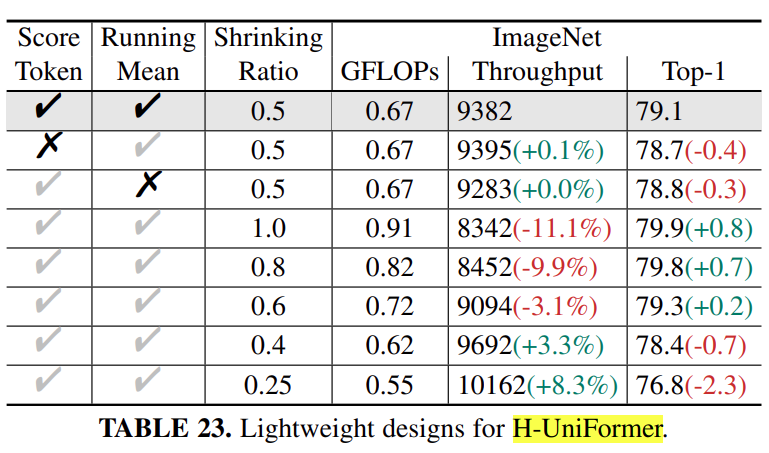 Score Running Shrinking ImageNet
Token Mean Ratio GFLOPs Throughput Top-1
✔ ✔ 0.5 0.67 9382 79.1
✗ ✔ 0.5 0.67 9395(+0.1%) 78.7(-0.4)
✔ ✗ 0.5 0.67 9283(+0.0%) 78.8(-0.3)
✔ ✔ 1.0 0.91 8342(-11.1%) 79.9(+0.8)
✔ ✔ 0.8 0.82 8452(-9.9%) 79.8(+0.7)
✔ ✔ 0.6 0.72 9094(-3.1%) 79.3(+0.2)
✔ ✔ 0.4 0.62 9692(+3.3%) 78.4(-0.7)
✔ ✔ 0.25 0.55 10162(+8.3%) 76.8(-2.3)
TABLE 23. Lightweight designs for H-UniFormer.